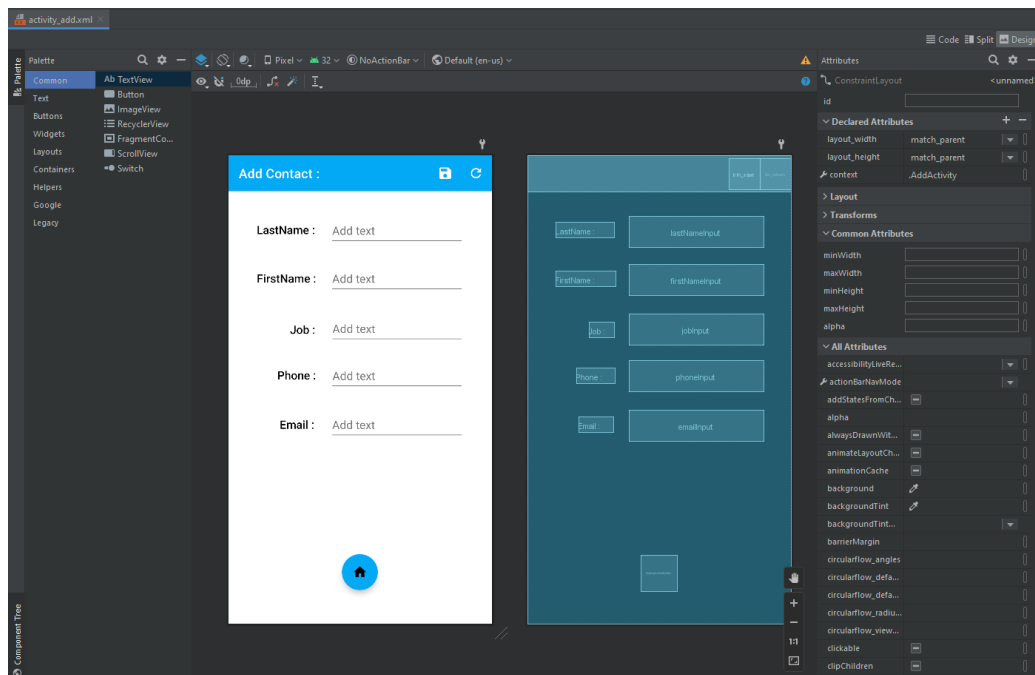 activity_add.xml
Code Split Design
Palette
Pixel 32 NoActionBar Default (en-us)
Attributes
Palette
Common
Text
Buttons
Widgets
Layouts
Containers
Helpers
Google
Legacy
Ab TextView
Button
ImageView
RecyclerView
FragmentCo...
ScrollView
Switch
0dp
Add Contact :
LastName : Add text
FirstName : Add text
Job : Add text
Phone : Add text
Email : Add text
LastName : lastNameInput
FirstName : firstNameInput
Job : jobInput
Phone : phoneInput
Email : emailInput
1:1
ConstraintLayout <unnamed>
id
Declared Attributes
layout_width match_parent
layout_height match_parent
context .AddActivity
Layout
Transforms
Common Attributes
minWidth
maxWidth
minHeight
maxHeight
alpha
All Attributes
accessibilityLiveRe...
actionBarNavMode
addStatesFromCh...
alpha
alwaysDrawnWit...
animateLayoutCh...
animationCache
background
backgroundTint
backgroundTint...
barrierMargin
circularflow_angles
circularflow_defa...
circularflow_defa...
circularflow_radiu...
circularflow_view...
clickable
clipChildren
Component Tree